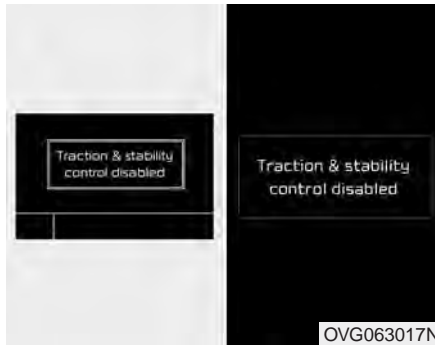 Traction & stability
control disabled
Traction & stability
control disabled
OVG063017N